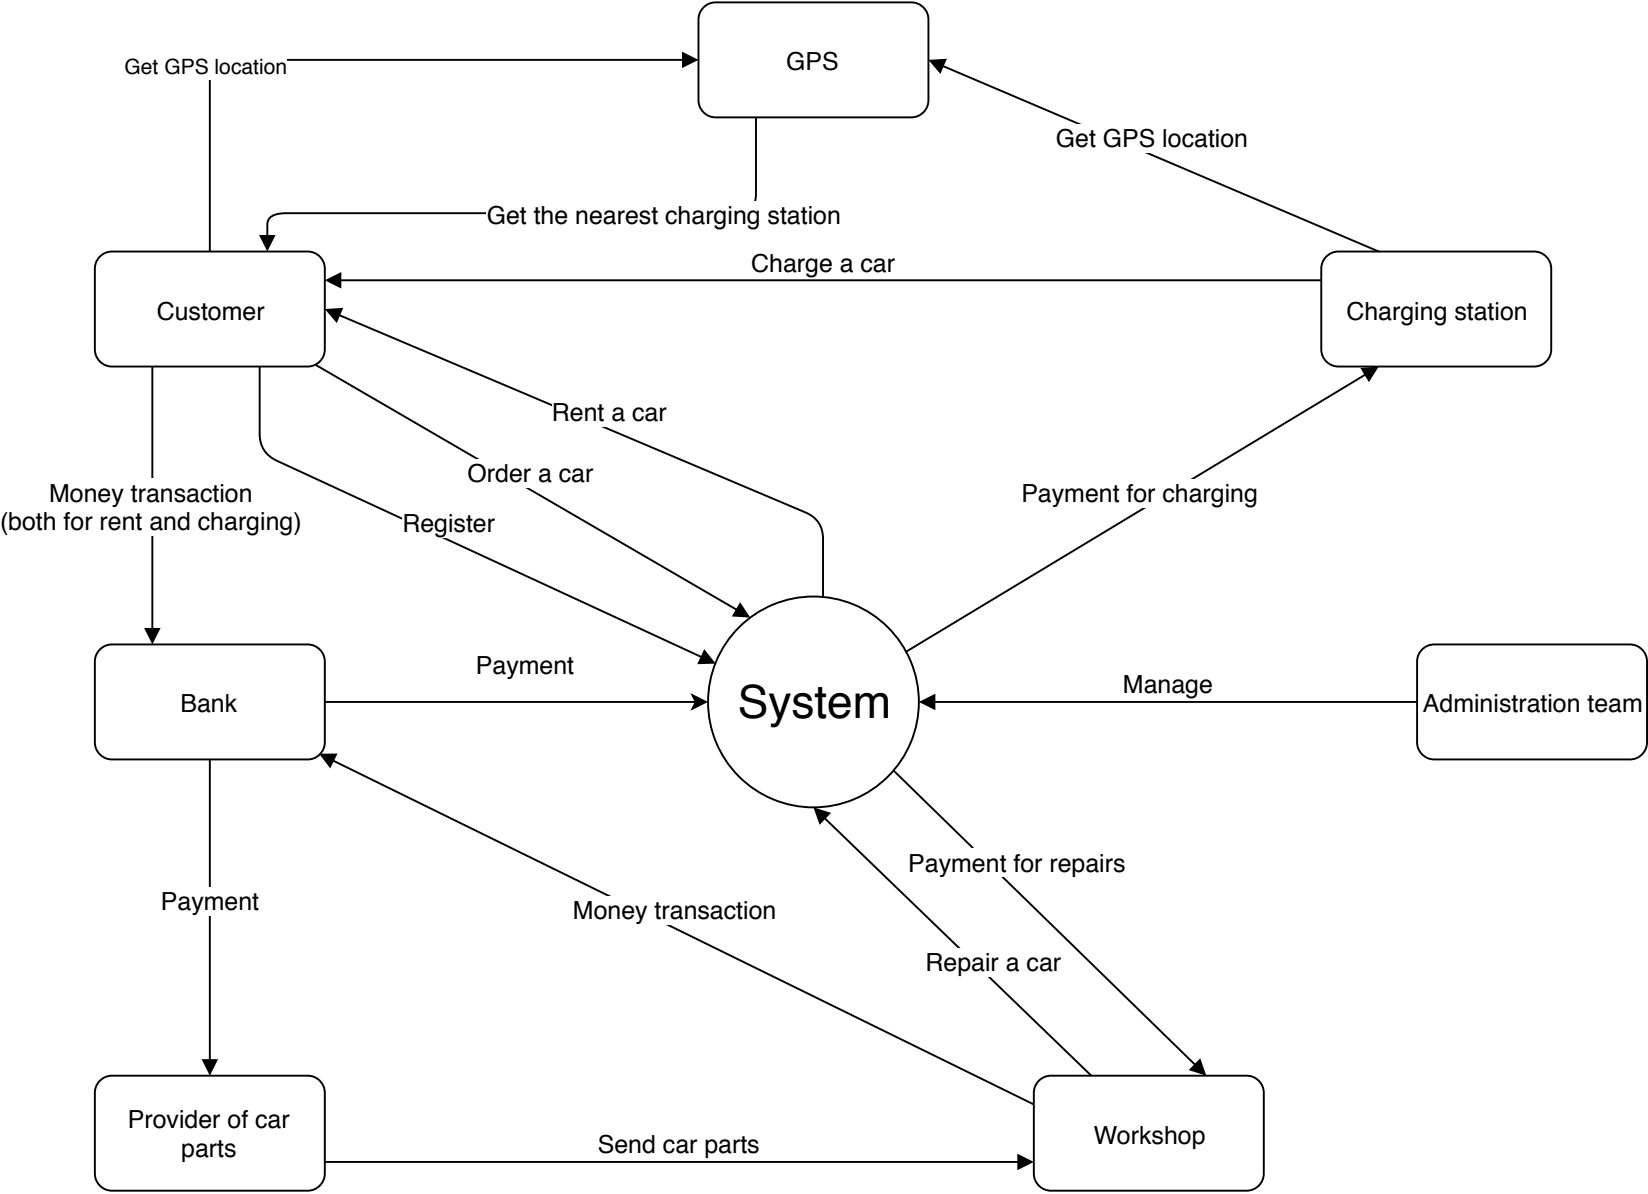 GPS
Get GPS location
Get GPS location
Get the nearest charging station
Charge a car
Customer
Charging station
Rent a car
Order a car
Money transaction
(both for rent and charging)
Payment for charging
Register
Payment
Manage
Bank
System
Administration team
Payment for repairs
Payment
Money transaction
Repair a car
Provider of car
parts
Workshop
Send car parts